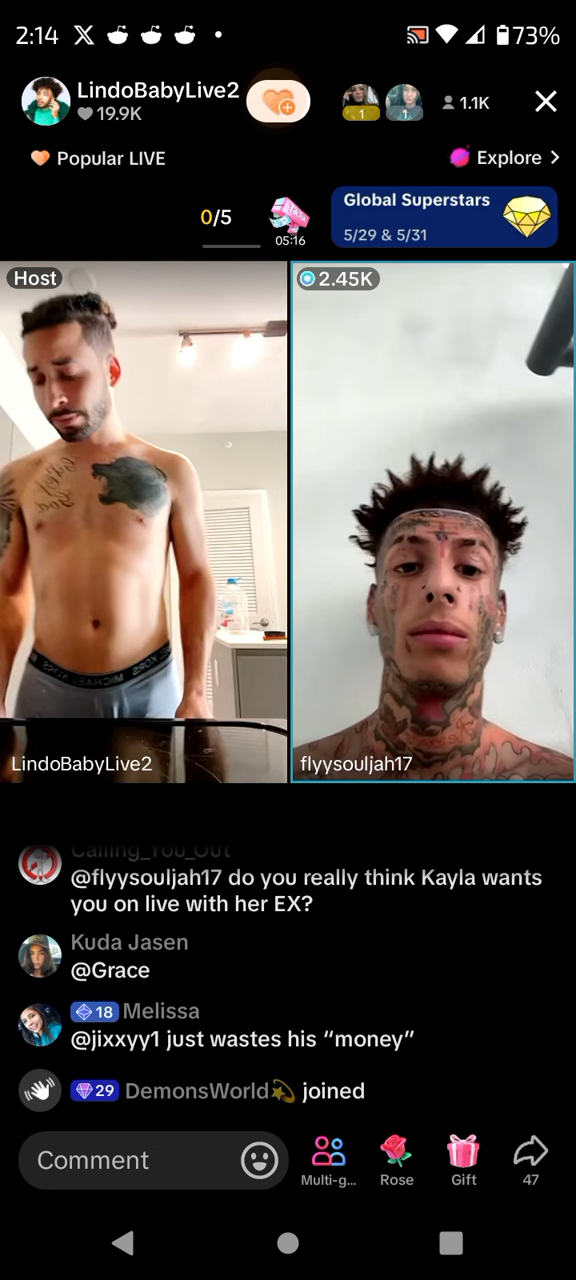 2:14
73%
LindoBabyLive2
19.9K
1
1
1.1K
Popular LIVE
Explore
0/5
TikTok
05:16
Global Superstars
5/29 & 5/31
Host
2.45K
LindoBabyLive2
flyysouljah17
Calling_You_Out
@flyysouljah17 do you really think Kayla wants
you on live with her EX?
Kuda Jasen
@Grace
18 Melissa
@jixxyy1 just wastes his “money”
29 DemonsWorld💫 joined
Comment
Multi-g...
Rose
Gift
47